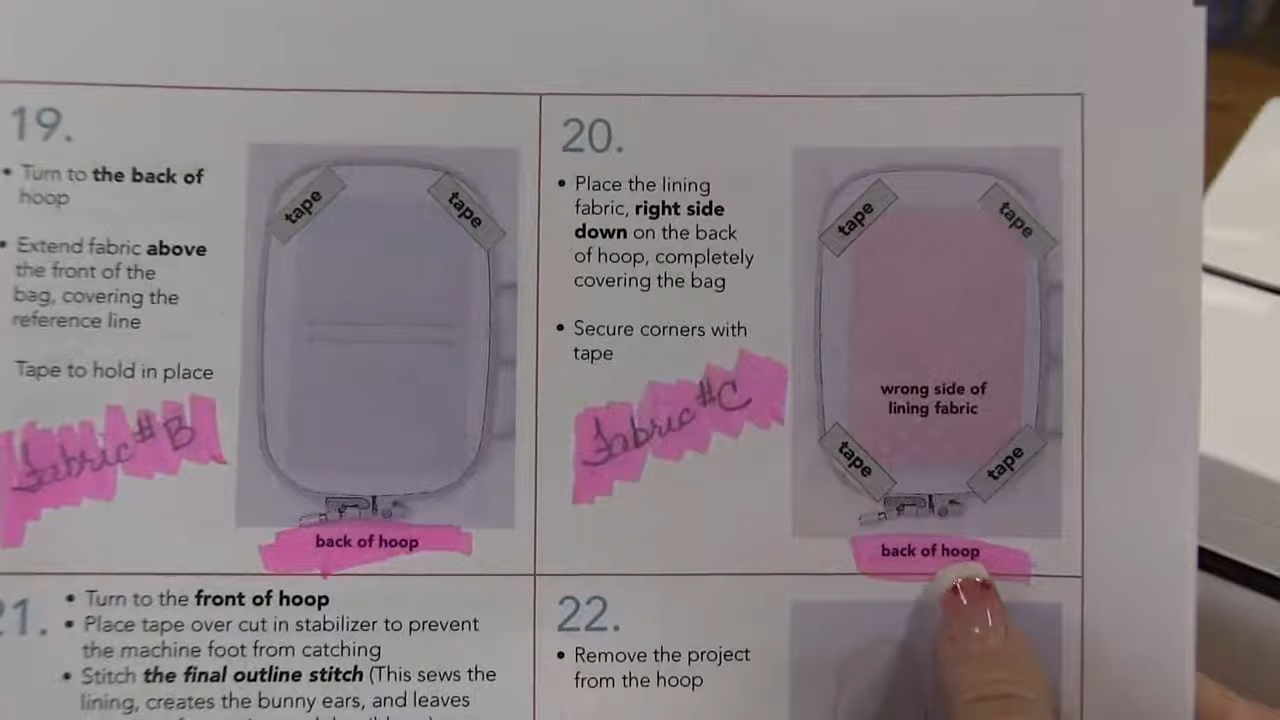 19.
• Turn to the back of
hoop
• Extend fabric above
the front of the
bag, covering the
reference line
Tape to hold in place
Fabric #B
tape
tape
back of hoop
20.
• Place the lining
fabric, right side
down on the back
of hoop, completely
covering the bag
• Secure corners with
tape
Fabric #C
tape
tape
wrong side of
lining fabric
tape
tape
back of hoop
21.
• Turn to the front of hoop
• Place tape over cut in stabilizer to prevent
the machine foot from catching
• Stitch the final outline stitch (This sews the
lining, creates the bunny ears, and leaves
22.
• Remove the project
from the hoop